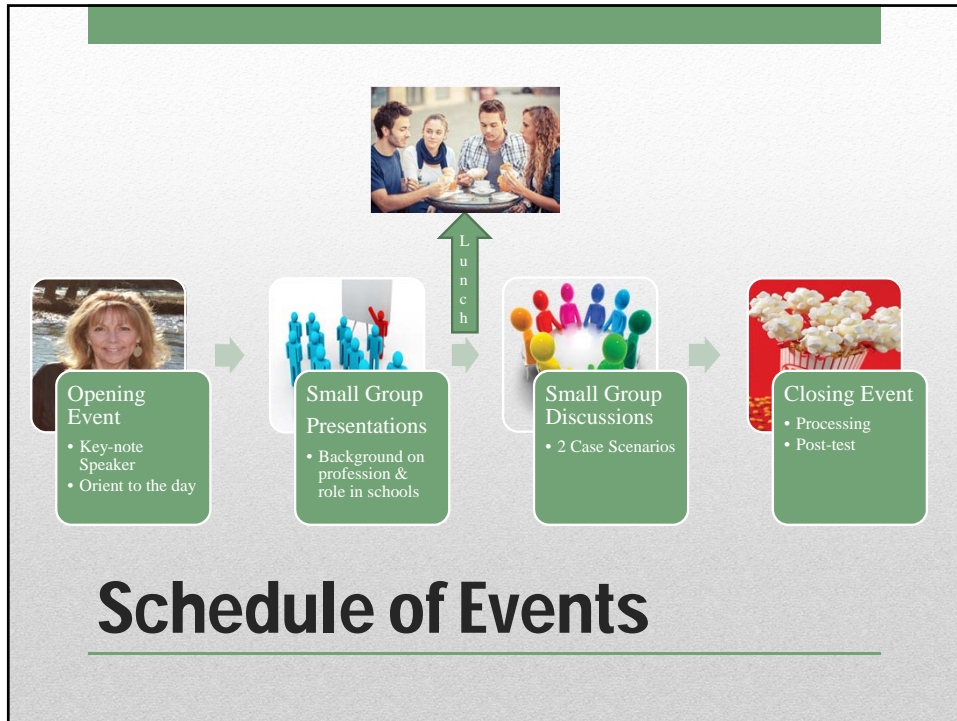 Lunch
Opening
Event
• Key-note
Speaker
• Orient to the day
Small Group
Presentations
• Background on
profession &
role in schools
Small Group
Discussions
• 2 Case Scenarios
Closing Event
• Processing
• Post-test
Schedule of Events